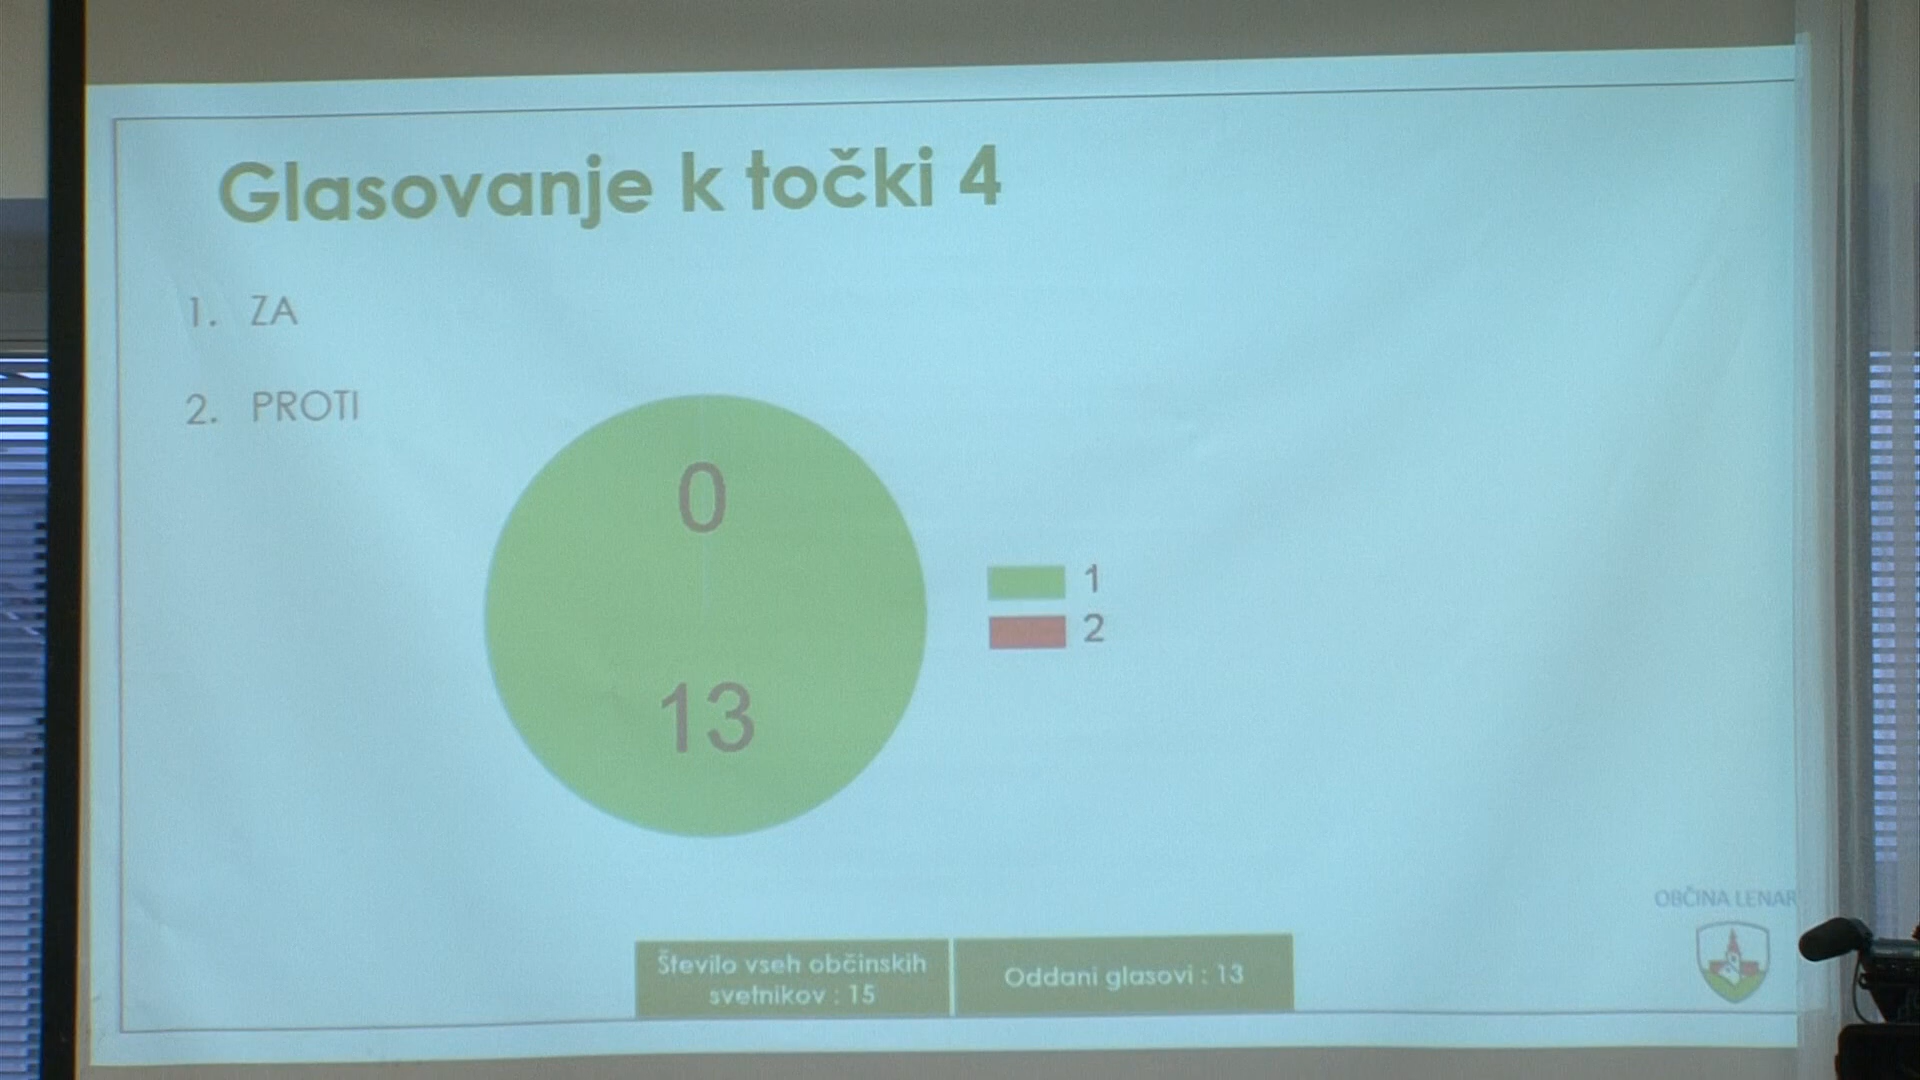 Glasovanje k točki 4
1. ZA
2. PROTI
0
13
1
2
Število vseh občinskih
svetnikov : 15
Oddani glasovi : 13
OBČINA LENAR